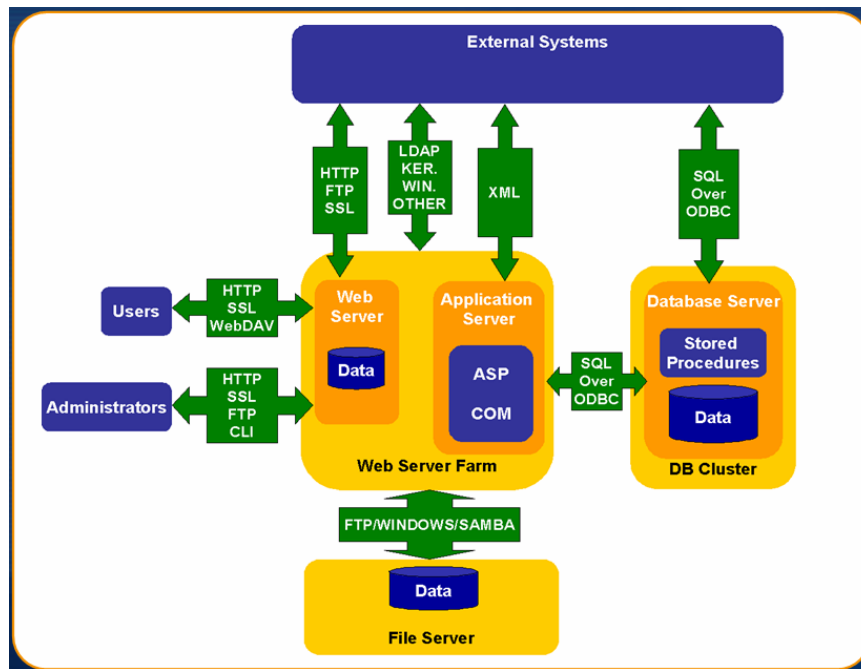 External Systems
HTTP
FTP
SSL
LDAP
KER.
WIN.
OTHER
XML
SQL
Over
ODBC
Users
HTTP
SSL
WebDAV
Administrators
HTTP
SSL
FTP
CLI
Web
Server
Data
Application
Server
ASP
COM
Web Server Farm
SQL
Over
ODBC
Database Server
Stored
Procedures
Data
DB Cluster
FTP/WINDOWS/SAMBA
Data
File Server